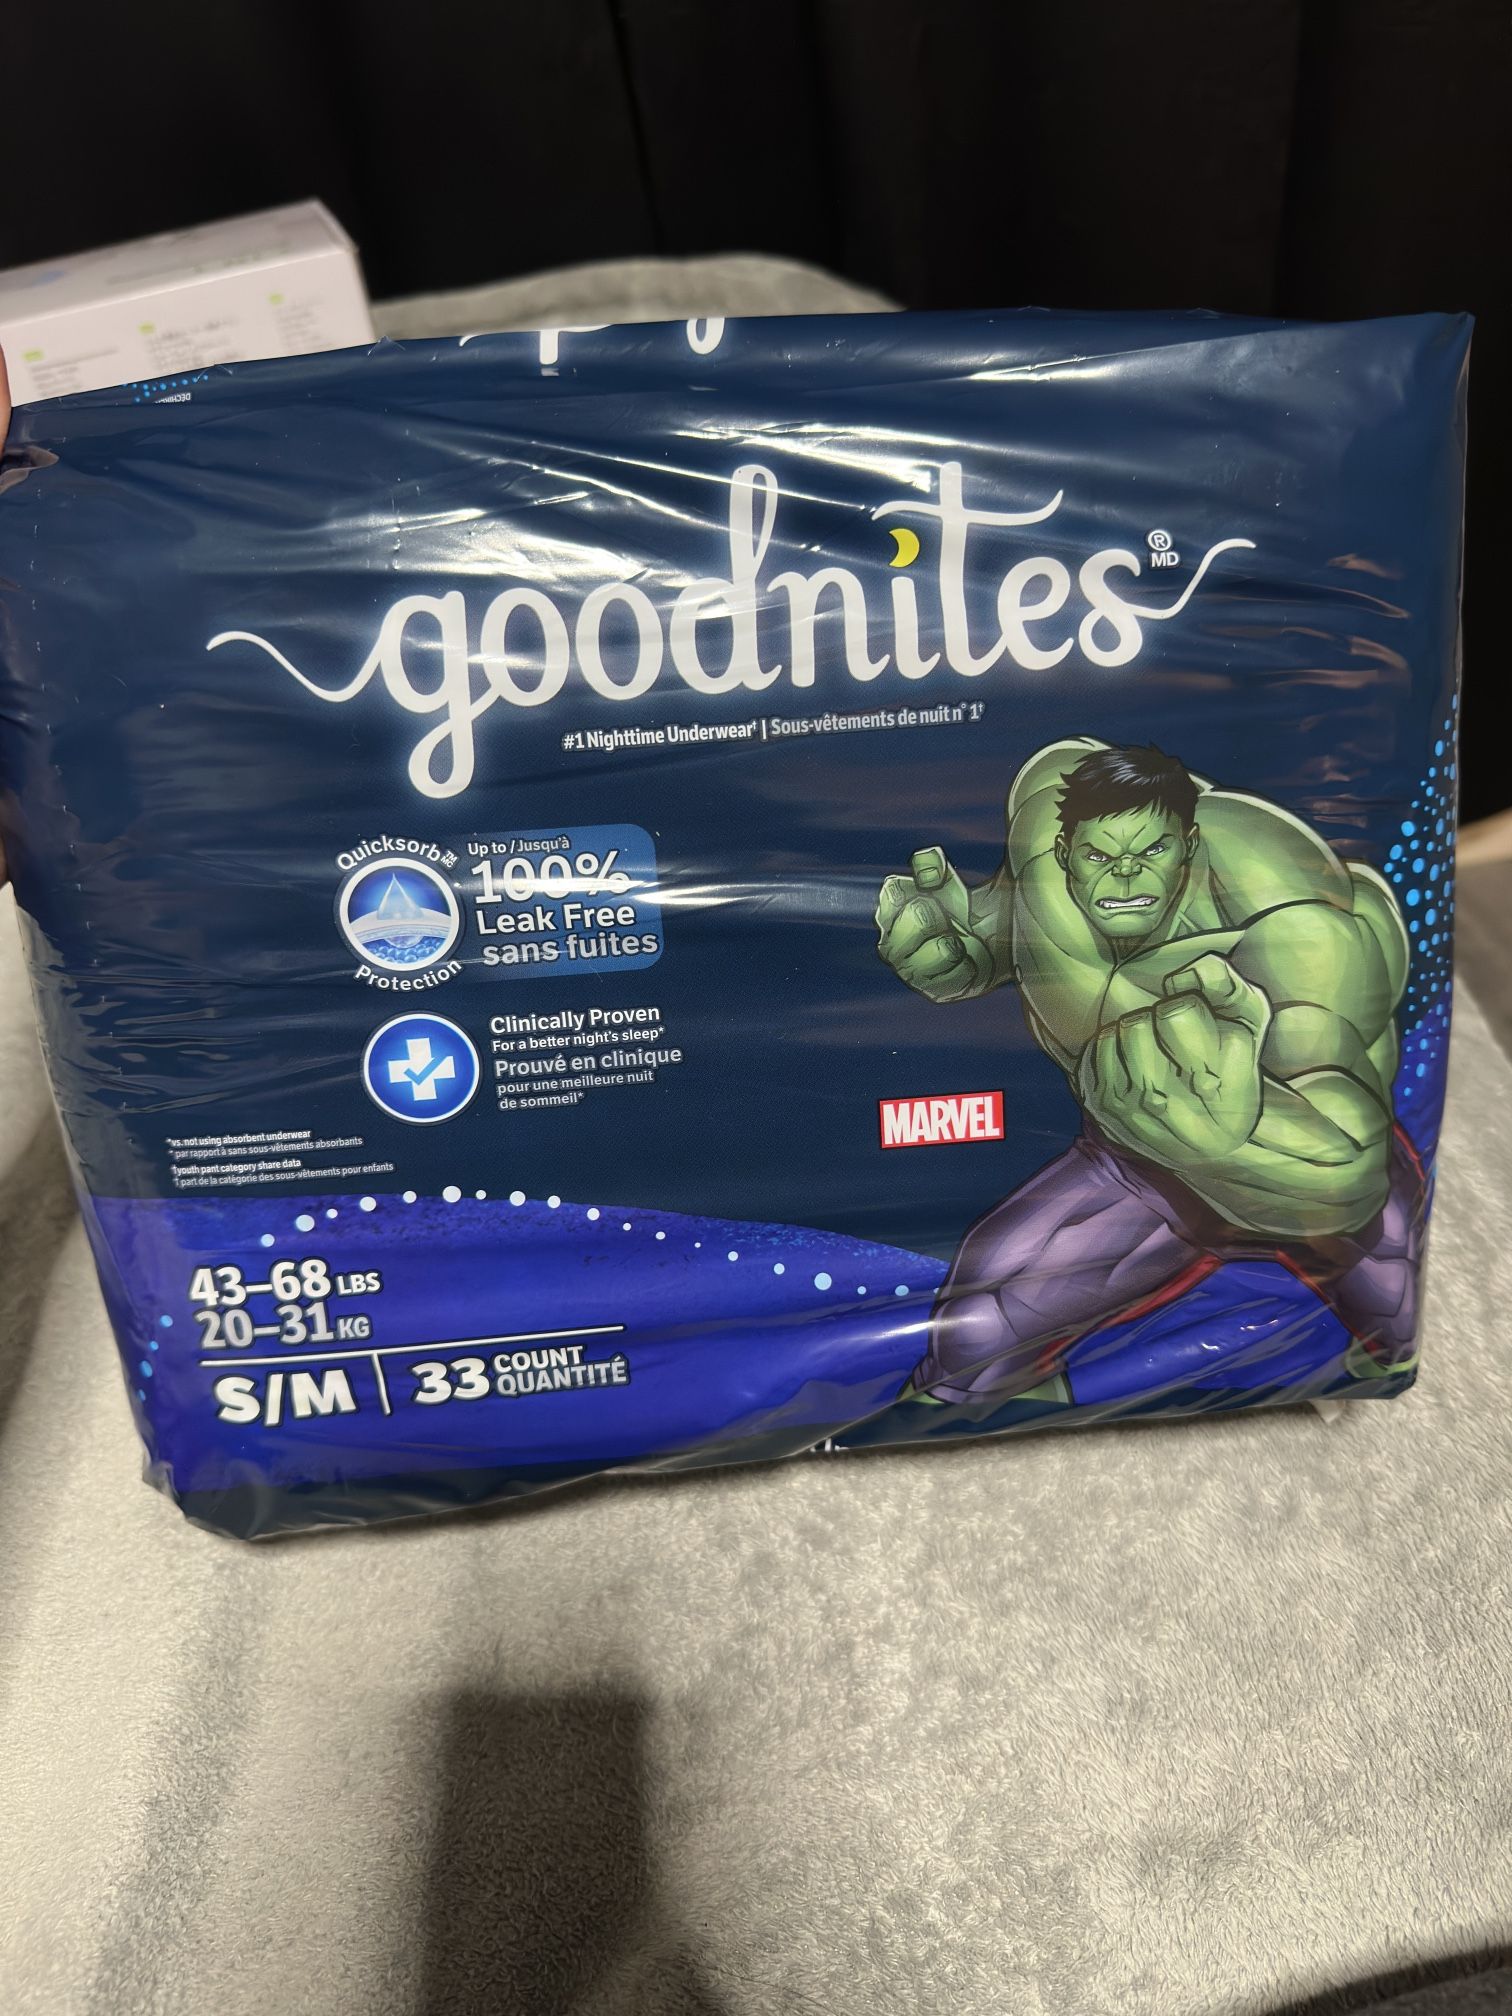 goodnites ® MD
#1 Nighttime Underwear† | Sous-vêtements de nuit n° 1†
Quicksorb™ MC
Protection
Up to / Jusqu'à
100%
Leak Free
sans fuites
Clinically Proven
For a better night's sleep*
Prouvé en clinique
pour une meilleure nuit
de sommeil*
MARVEL
*vs. not using absorbent underwear
* par rapport à sans sous-vêtements absorbants
†youth pant category share data
† part de la catégorie des sous-vêtements pour enfants
43–68 LBS
20–31 KG
S/M | 33 COUNT
QUANTITÉ